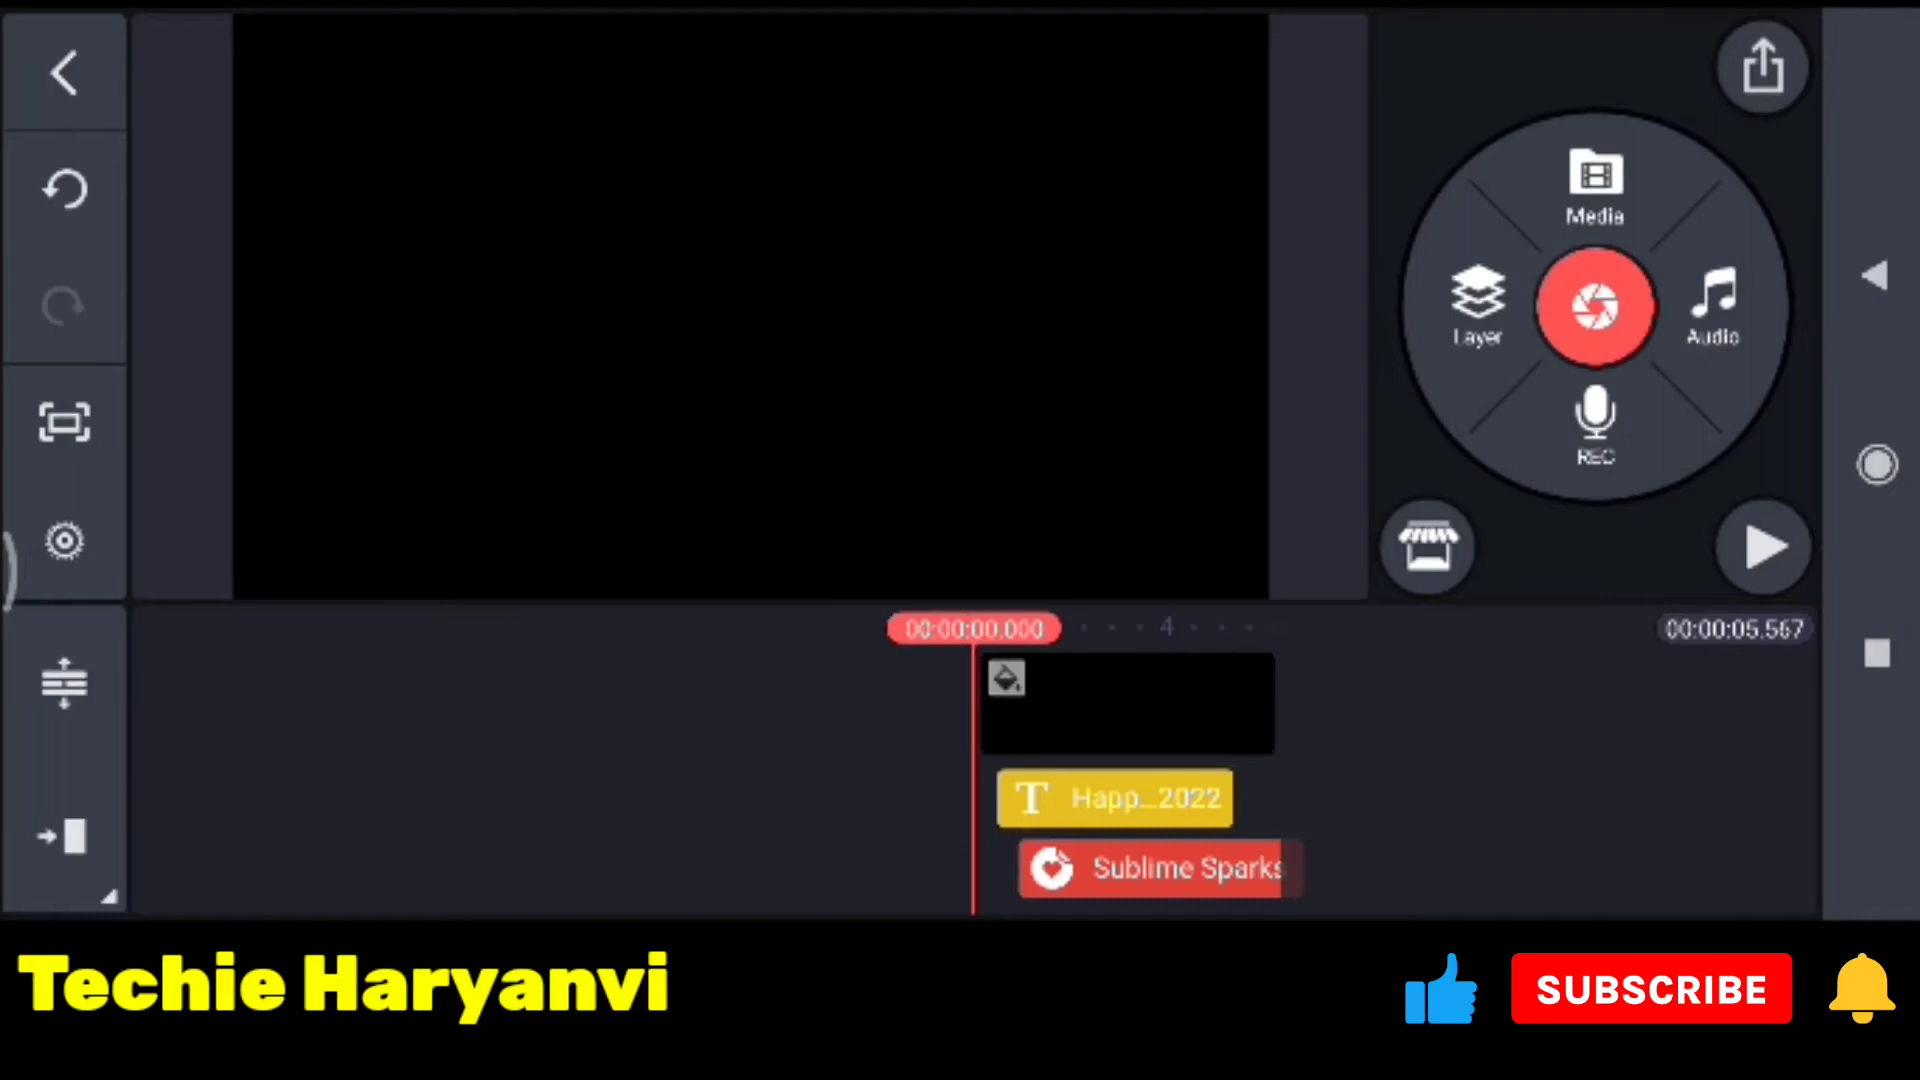 Media
Layer
Audio
REC
00:00:00.000
4
00:00:05.567
T Happ...2022
Sublime Sparks
Techie Haryanvi
SUBSCRIBE